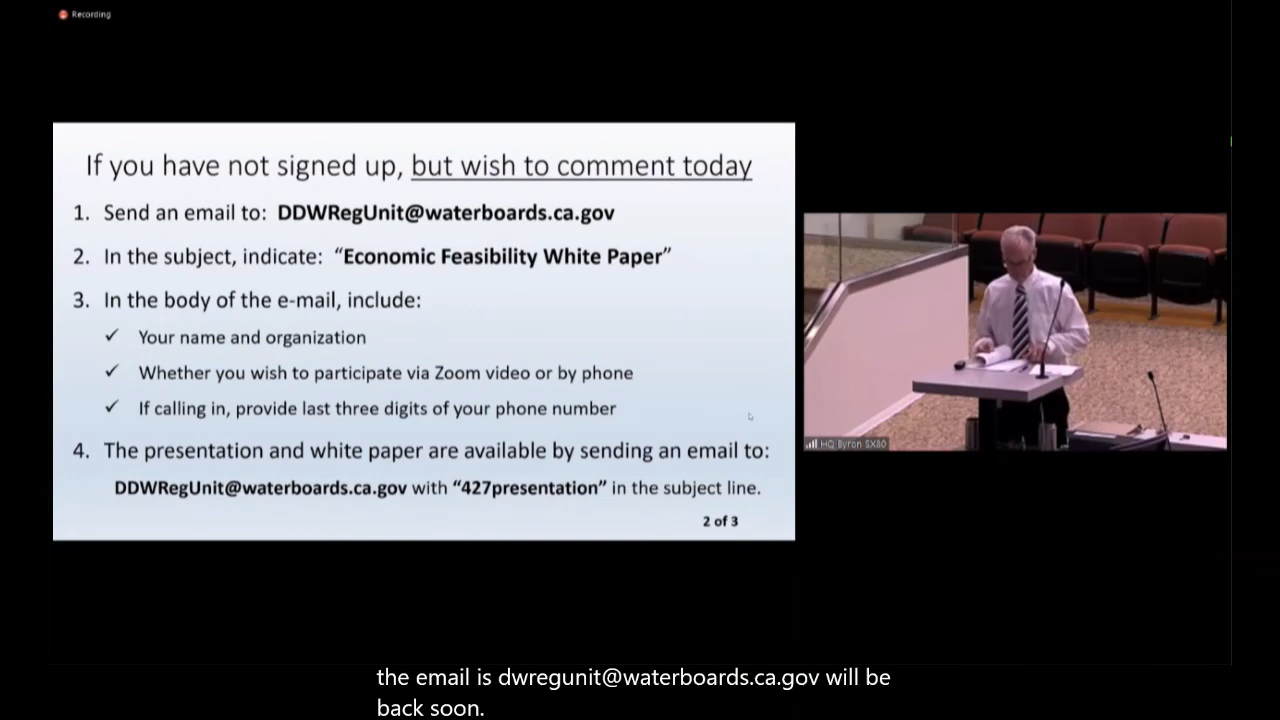 Recording
If you have not signed up, but wish to comment today
1. Send an email to: DDWRegUnit@waterboards.ca.gov
2. In the subject, indicate: “Economic Feasibility White Paper”
3. In the body of the e-mail, include:
✓ Your name and organization
✓ Whether you wish to participate via Zoom video or by phone
✓ If calling in, provide last three digits of your phone number
4. The presentation and white paper are available by sending an email to:
DDWRegUnit@waterboards.ca.gov with “427presentation” in the subject line.
2 of 3
HQ Byron SX80
the email is dwregunit@waterboards.ca.gov will be
back soon.